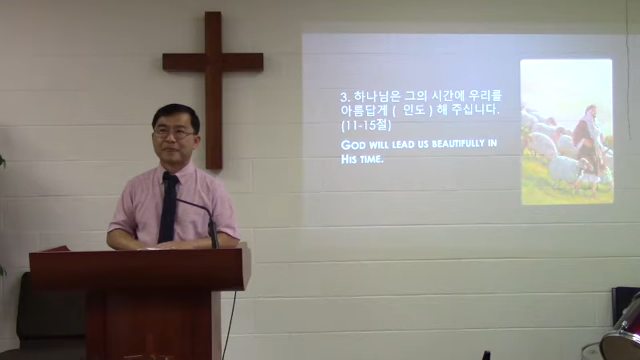 3. 하나님은 그의 시간에 우리를
아름답게 ( 인도 ) 해 주십니다.
(11-15절)
GOD WILL LEAD US BEAUTIFULLY IN
HIS TIME.